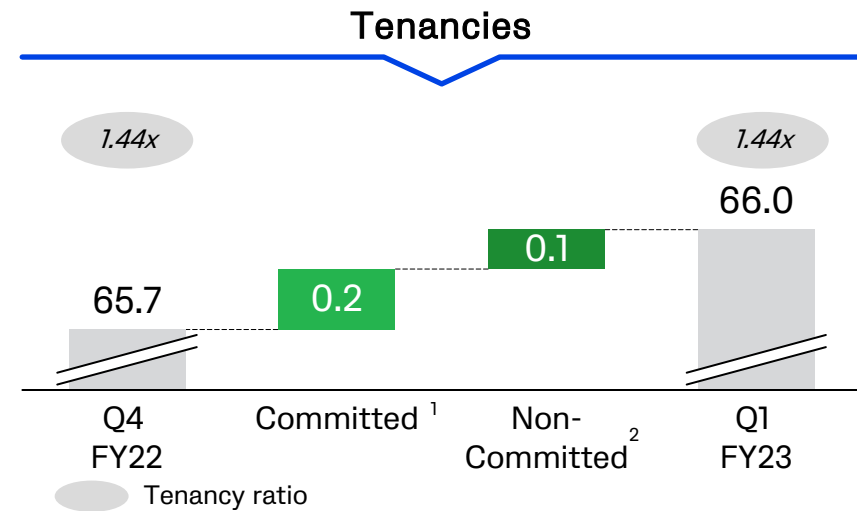 Tenancies
1.44x
1.44x
66.0
65.7
0.2
0.1
Q4
FY22
Committed 1
Non-
Committed 2
Q1
FY23
Tenancy ratio